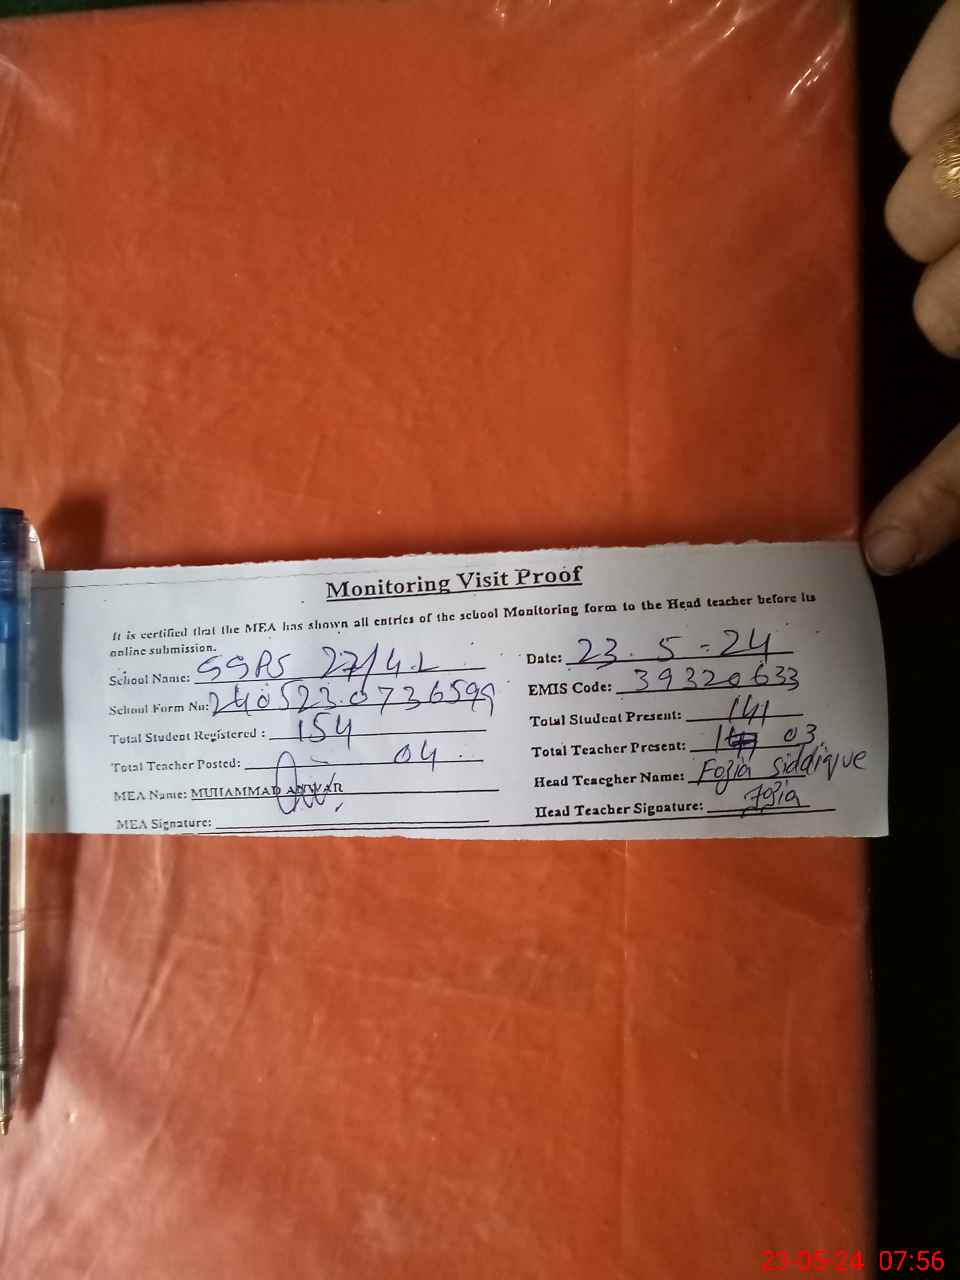 Monitoring Visit Proof
It is certified that the MEA has shown all entries of the school Monitoring form to the Head teacher before its
online submission.
School Name: GGPS 27/4.L
Date: 23.5-24
School Form No: 240523.0736599
EMIS Code: 39320633
Total Student Registered : 154
Total Student Present: 141
Total Teacher Posted: 04
Total Teacher Present: 03
MEA Name: MUHAMMAD ANWAR
Head Teacgher Name: Fozia Siddique
MEA Signature:
Head Teacher Signature: Fozia
23-05-24 07:56